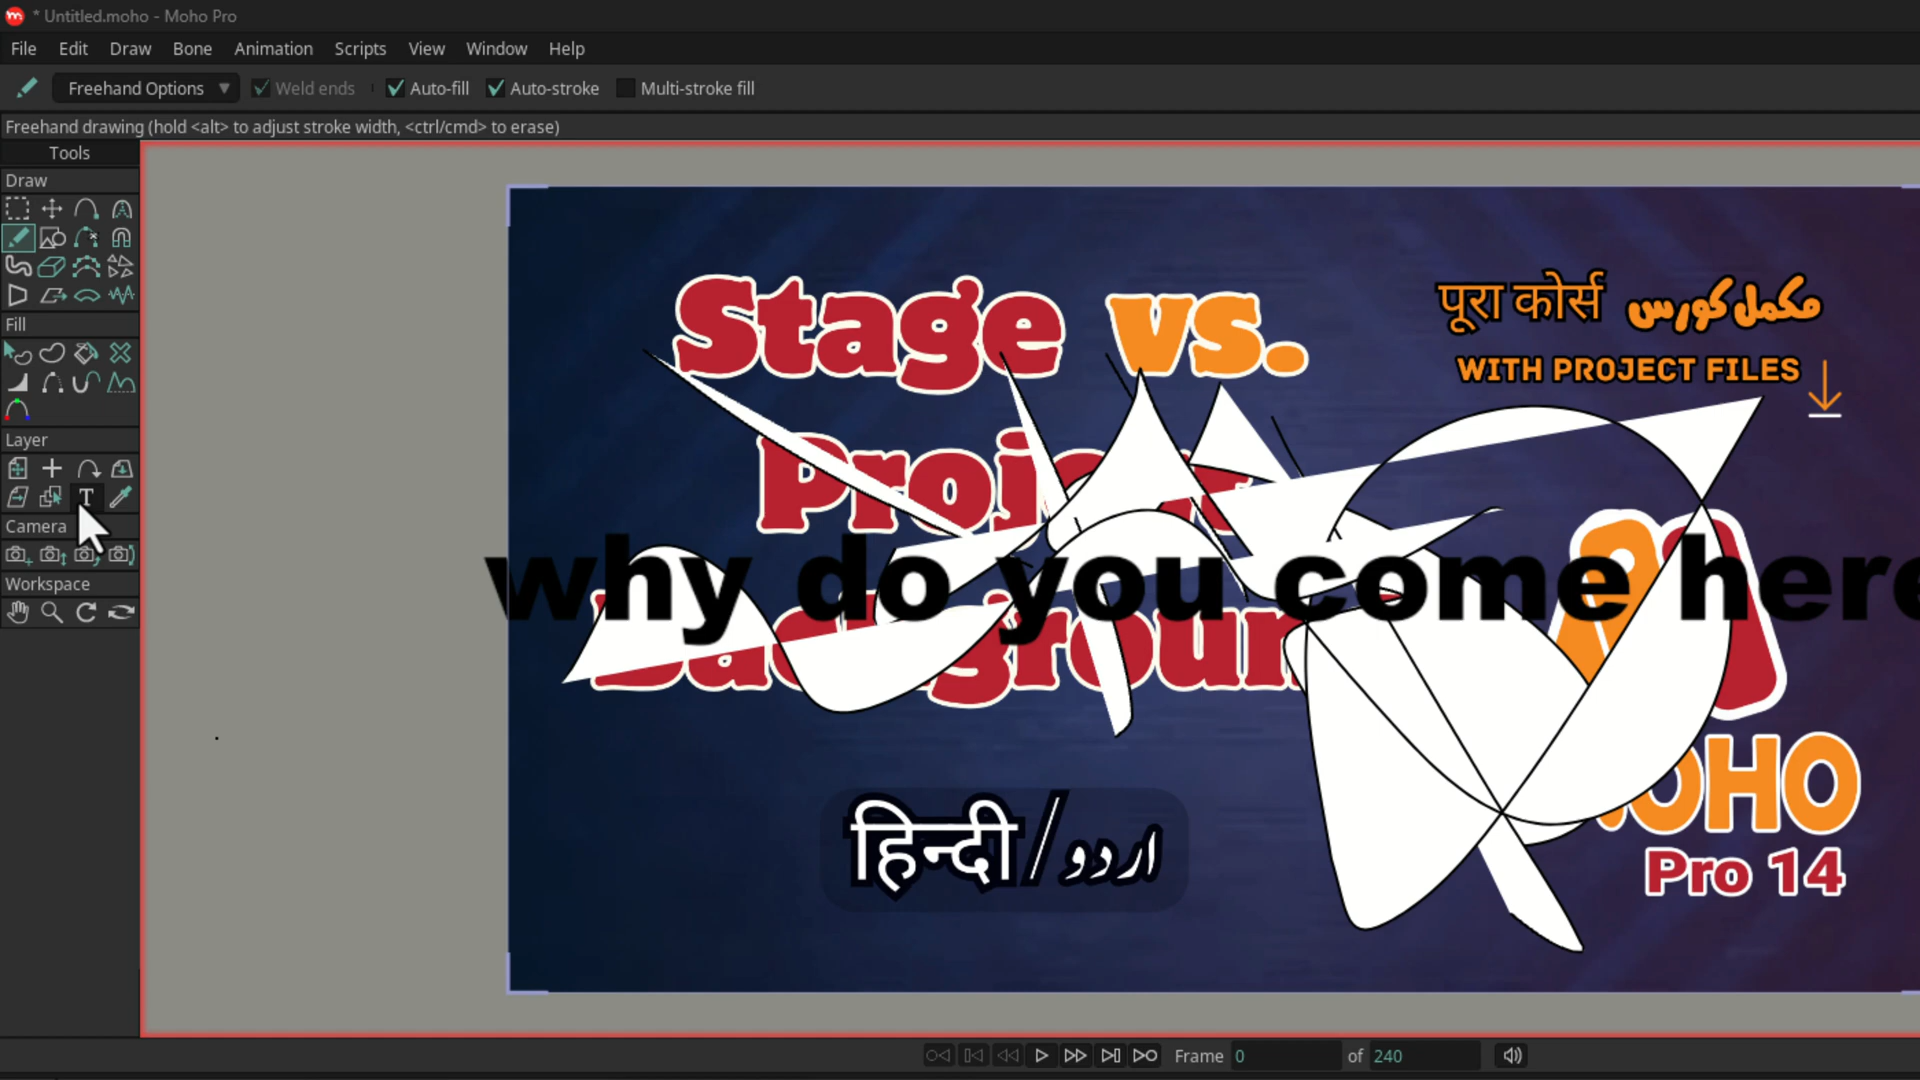 * Untitled.moho - Moho Pro
File Edit Draw Bone Animation Scripts View Window Help
Freehand Options Weld ends Auto-fill Auto-stroke Multi-stroke fill
Freehand drawing (hold <alt> to adjust stroke width, <ctrl/cmd> to erase)
Tools
Draw
Fill
Layer
T
Camera
Workspace
Stage vs.
पूरा कोर्स مکمل کورس
WITH PROJECT FILES
why do you come here
हिन्दी/اردو
MOHO
Pro 14
Frame 0 of 240